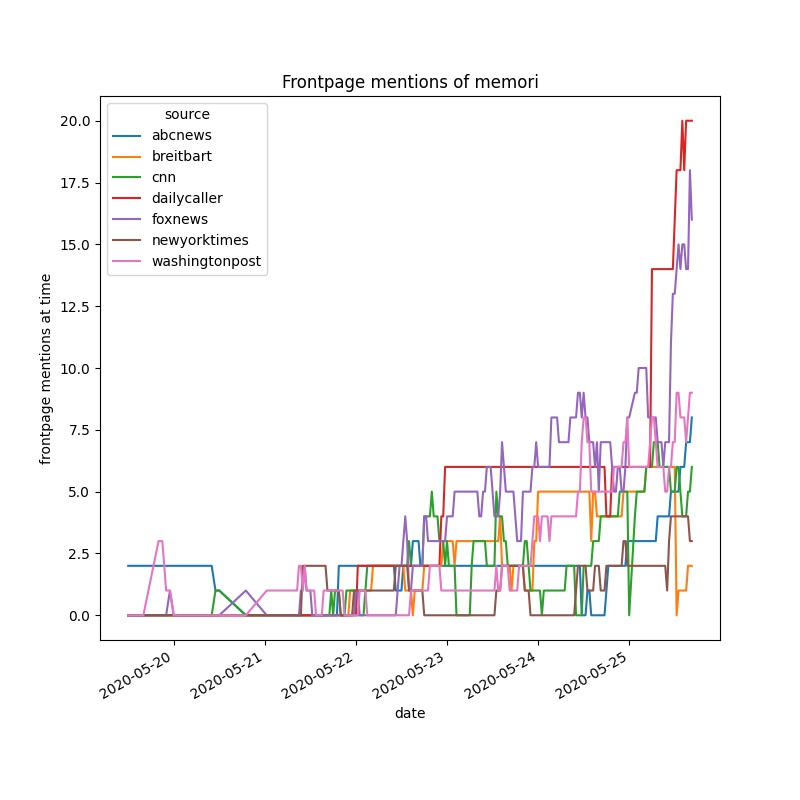 Frontpage mentions of memori
source
abcnews
breitbart
cnn
dailycaller
foxnews
newyorktimes
washingtonpost
frontpage mentions at time
20.0
17.5
15.0
12.5
10.0
7.5
5.0
2.5
0.0
2020-05-20
2020-05-21
2020-05-22
2020-05-23
2020-05-24
2020-05-25
date